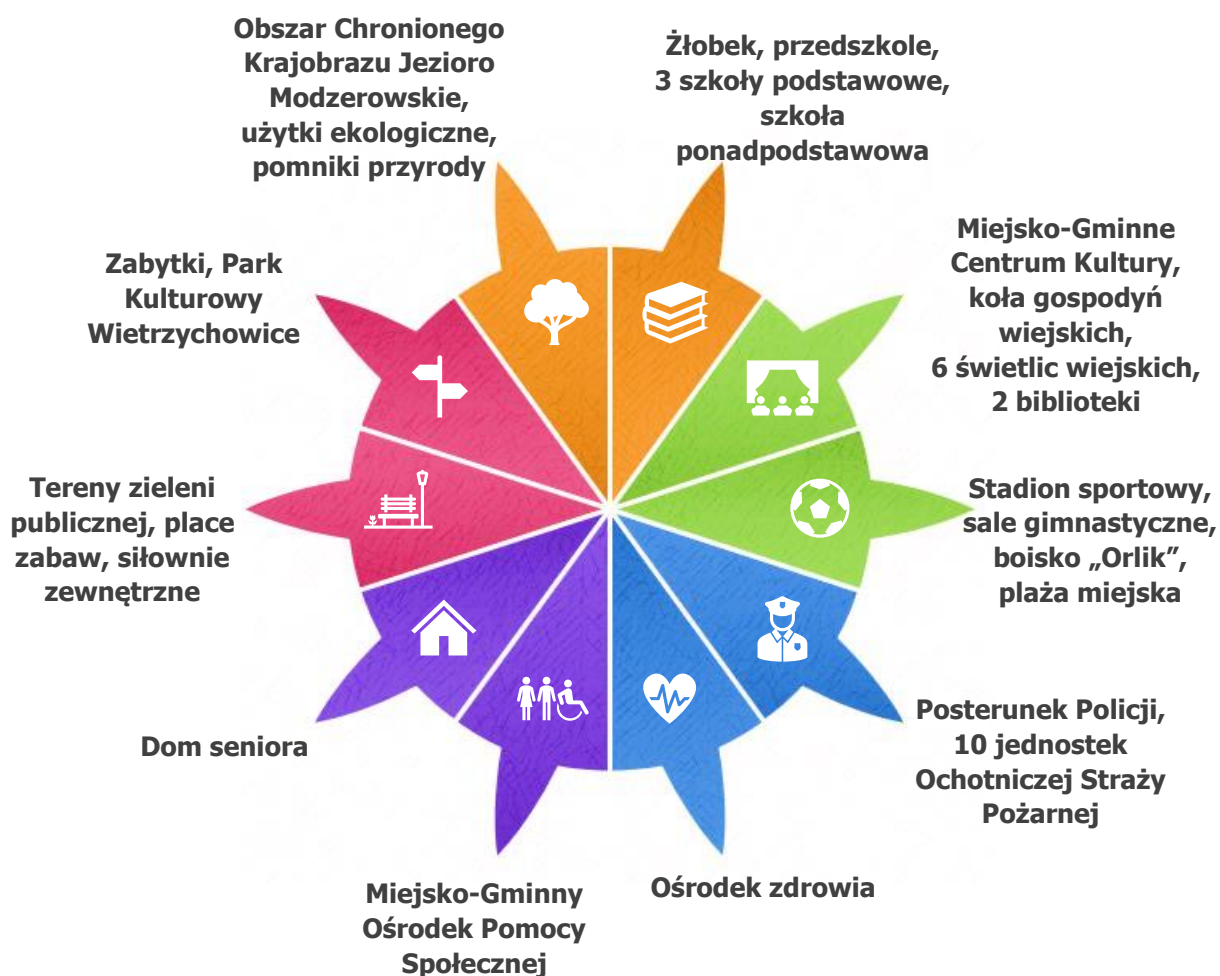 Obszar Chronionego
Krajobrazu Jezioro
Modzerowskie,
użytki ekologiczne,
pomniki przyrody
Żłobek, przedszkole,
3 szkoły podstawowe,
szkoła
ponadpodstawowa
Miejsko-Gminne
Centrum Kultury,
koła gospodyń
wiejskich,
6 świetlic wiejskich,
2 biblioteki
Zabytki, Park
Kulturowy
Wietrzychowice
Stadion sportowy,
sale gimnastyczne,
boisko „Orlik”,
plaża miejska
Tereny zieleni
publicznej, place
zabaw, siłownie
zewnętrzne
Posterunek Policji,
10 jednostek
Ochotniczej Straży
Pożarnej
Dom seniora
Ośrodek zdrowia
Miejsko-Gminny
Ośrodek Pomocy
Społecznej